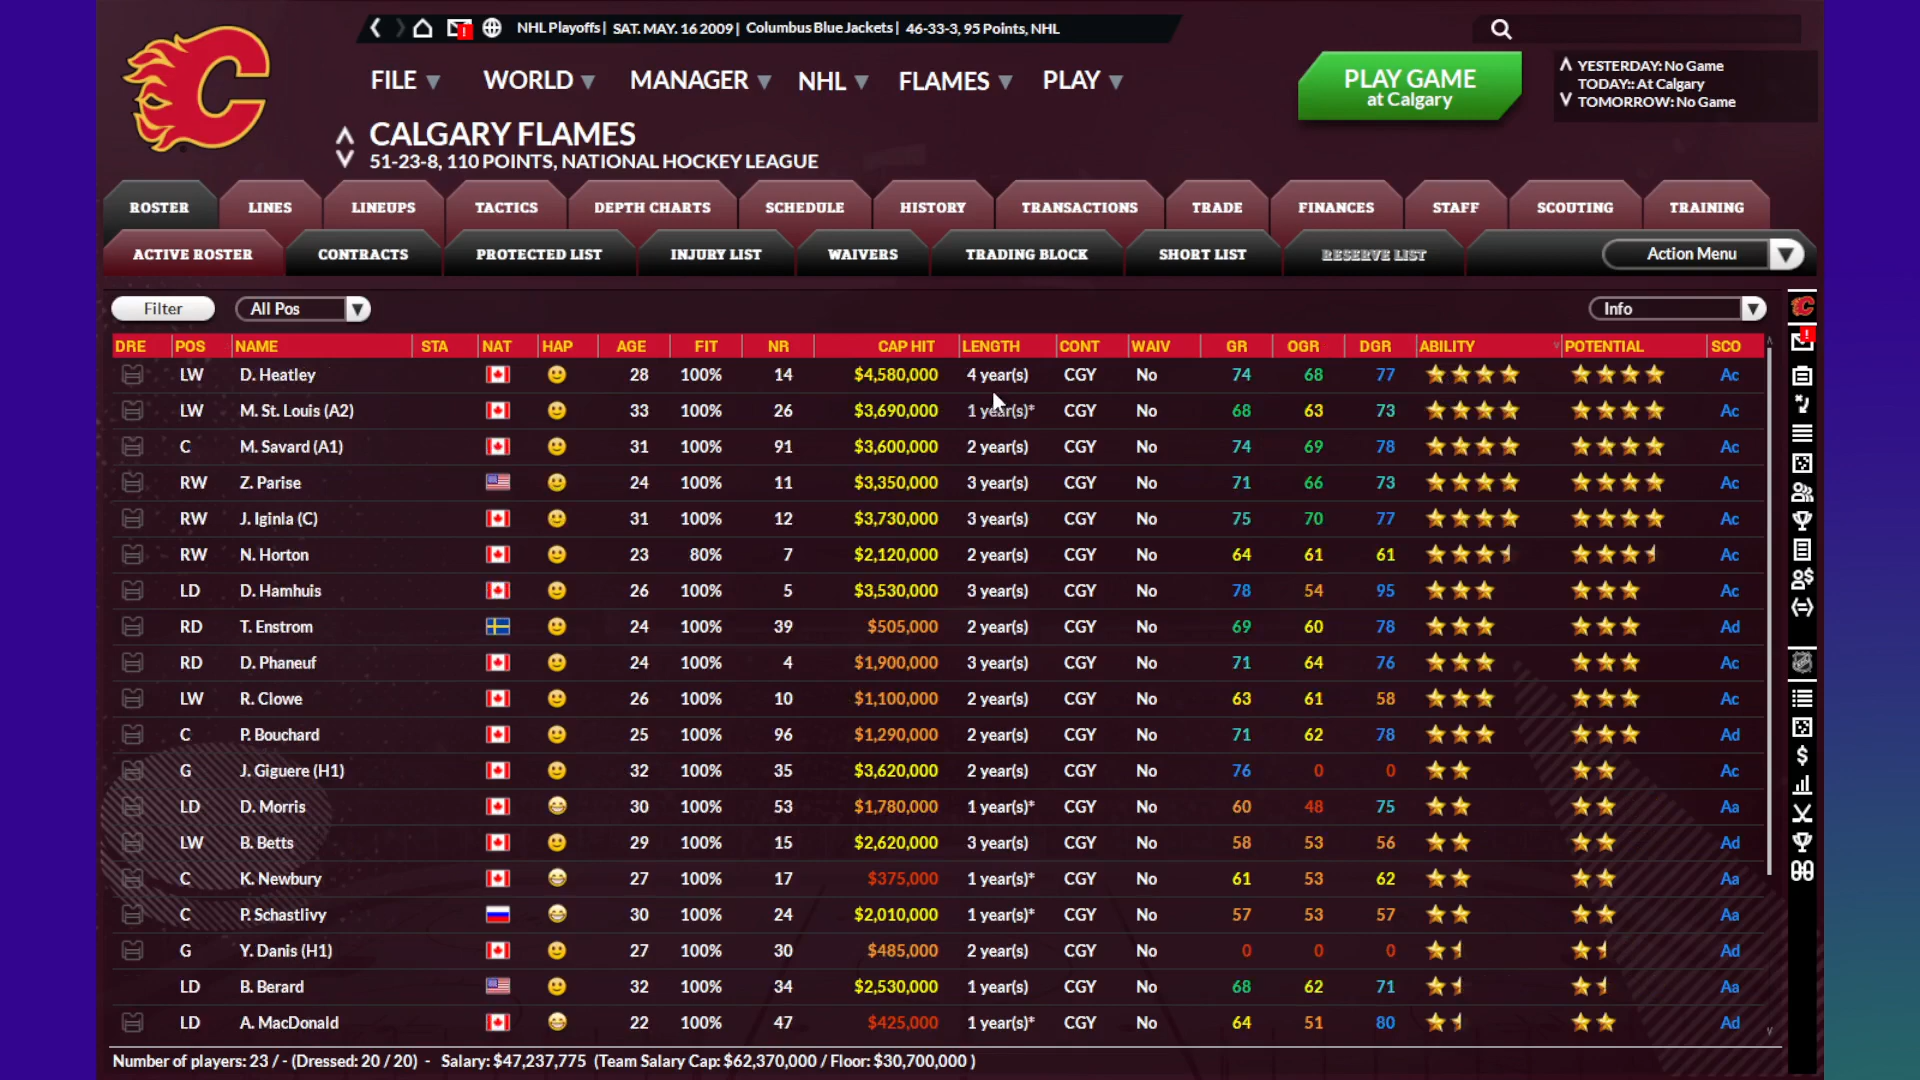 NHL Playoffs | SAT. MAY. 16 2009 | Columbus Blue Jackets | 46-33-3, 95 Points, NHL
FILE WORLD MANAGER NHL FLAMES PLAY
PLAY GAME
at Calgary
YESTERDAY: No Game
TODAY:: At Calgary
TOMORROW: No Game
CALGARY FLAMES
51-23-8, 110 POINTS, NATIONAL HOCKEY LEAGUE
ROSTER LINES LINEUPS TACTICS DEPTH CHARTS SCHEDULE HISTORY TRANSACTIONS TRADE FINANCES STAFF SCOUTING TRAINING
ACTIVE ROSTER CONTRACTS PROTECTED LIST INJURY LIST WAIVERS TRADING BLOCK SHORT LIST RESERVE LIST Action Menu
Filter All Pos Info
DRE POS NAME STA NAT HAP AGE FIT NR CAP HIT LENGTH CONT WAIV GR OGR DGR ABILITY POTENTIAL SCO
LW D. Heatley 28 100% 14 $4,580,000 4 year(s) CGY No 74 68 77 Ac
LW M. St. Louis (A2) 33 100% 26 $3,690,000 1 year(s)* CGY No 68 63 73 Ac
C M. Savard (A1) 31 100% 91 $3,600,000 2 year(s) CGY No 74 69 78 Ac
RW Z. Parise 24 100% 11 $3,350,000 3 year(s) CGY No 71 66 73 Ac
RW J. Iginla (C) 31 100% 12 $3,730,000 3 year(s) CGY No 75 70 77 Ac
RW N. Horton 23 80% 7 $2,120,000 2 year(s) CGY No 64 61 61 Ac
LD D. Hamhuis 26 100% 5 $3,530,000 3 year(s) CGY No 78 54 95 Ac
RD T. Enstrom 24 100% 39 $505,000 2 year(s) CGY No 69 60 78 Ad
RD D. Phaneuf 24 100% 4 $1,900,000 3 year(s) CGY No 71 64 76 Ac
LW R. Clowe 26 100% 10 $1,100,000 2 year(s) CGY No 63 61 58 Ac
C P. Bouchard 25 100% 96 $1,290,000 2 year(s) CGY No 71 62 78 Ad
G J. Giguere (H1) 32 100% 35 $3,620,000 2 year(s) CGY No 76 0 0 Ac
LD D. Morris 30 100% 53 $1,780,000 1 year(s)* CGY No 60 48 75 Aa
LW B. Betts 29 100% 15 $2,620,000 3 year(s) CGY No 58 53 56 Ad
C K. Newbury 27 100% 17 $375,000 1 year(s)* CGY No 61 53 62 Aa
C P. Schastlivy 30 100% 24 $2,010,000 1 year(s)* CGY No 57 53 57 Aa
G Y. Danis (H1) 27 100% 30 $485,000 2 year(s) CGY No 0 0 0 Ad
LD B. Berard 32 100% 34 $2,530,000 1 year(s) CGY No 68 62 71 Aa
LD A. MacDonald 22 100% 47 $425,000 1 year(s)* CGY No 64 51 80 Ad
Number of players: 23 / - (Dressed: 20 / 20) - Salary: $47,237,775 (Team Salary Cap: $62,370,000 / Floor: $30,700,000 )